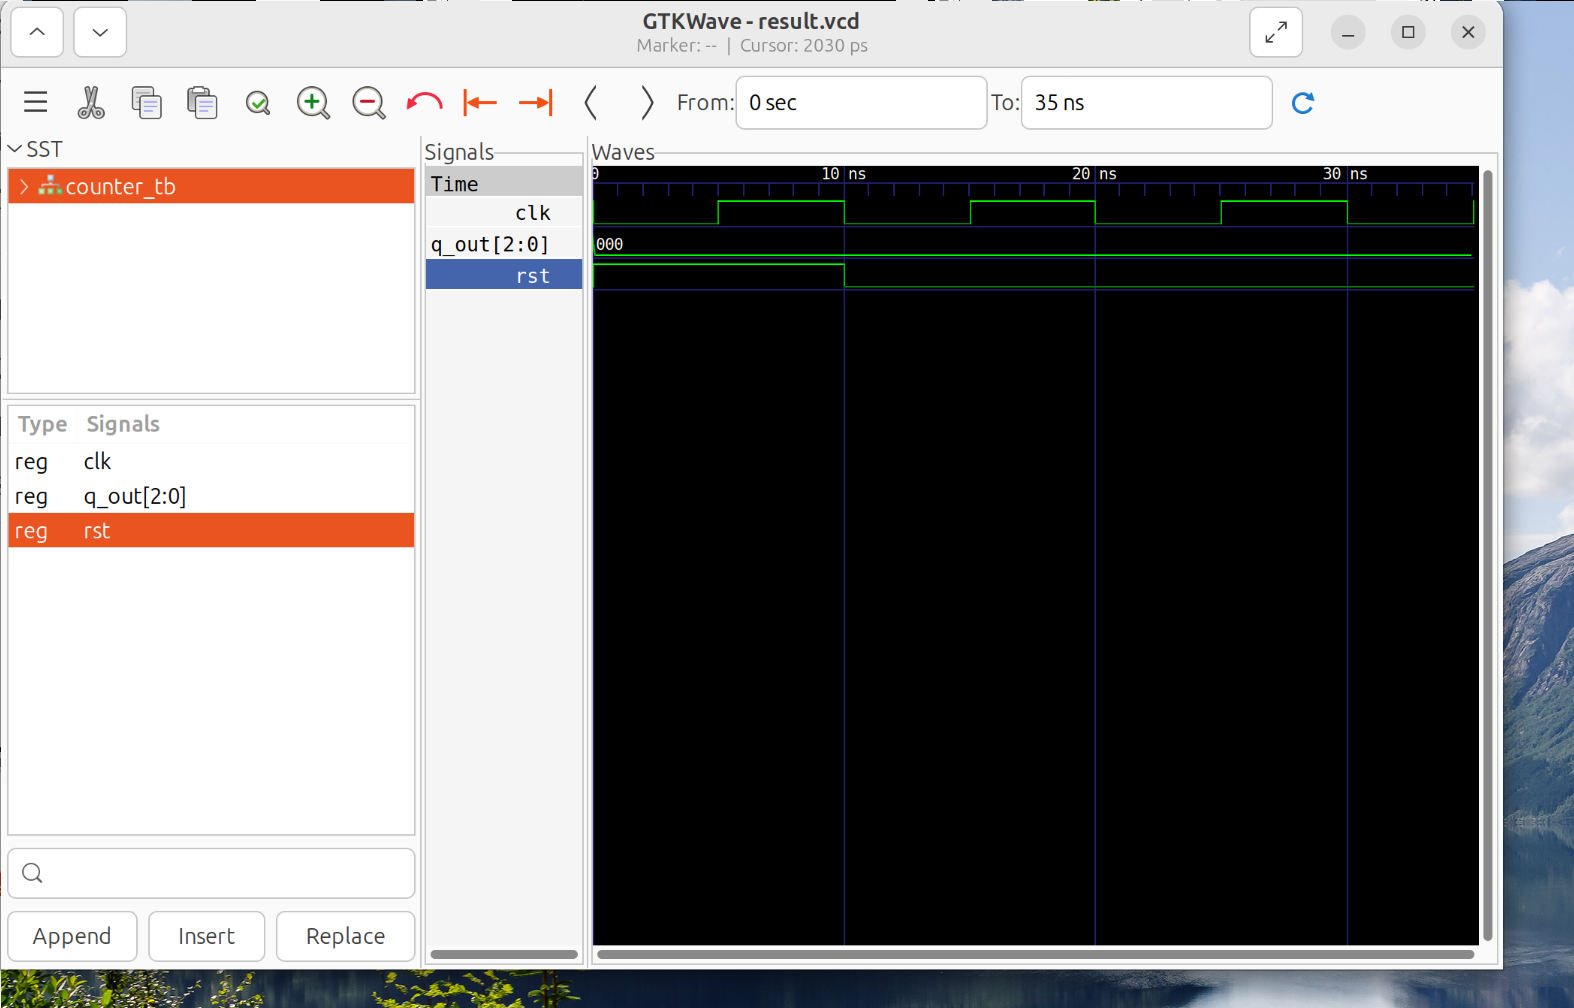 GTKWave - result.vcd
Marker: -- | Cursor: 2030 ps
From: 0 sec To: 35 ns
SST
counter_tb
Type Signals
reg clk
reg q_out[2:0]
reg rst
Append Insert Replace
Signals
Time
clk
q_out[2:0]
rst
Waves
0 10 ns 20 ns 30 ns
000